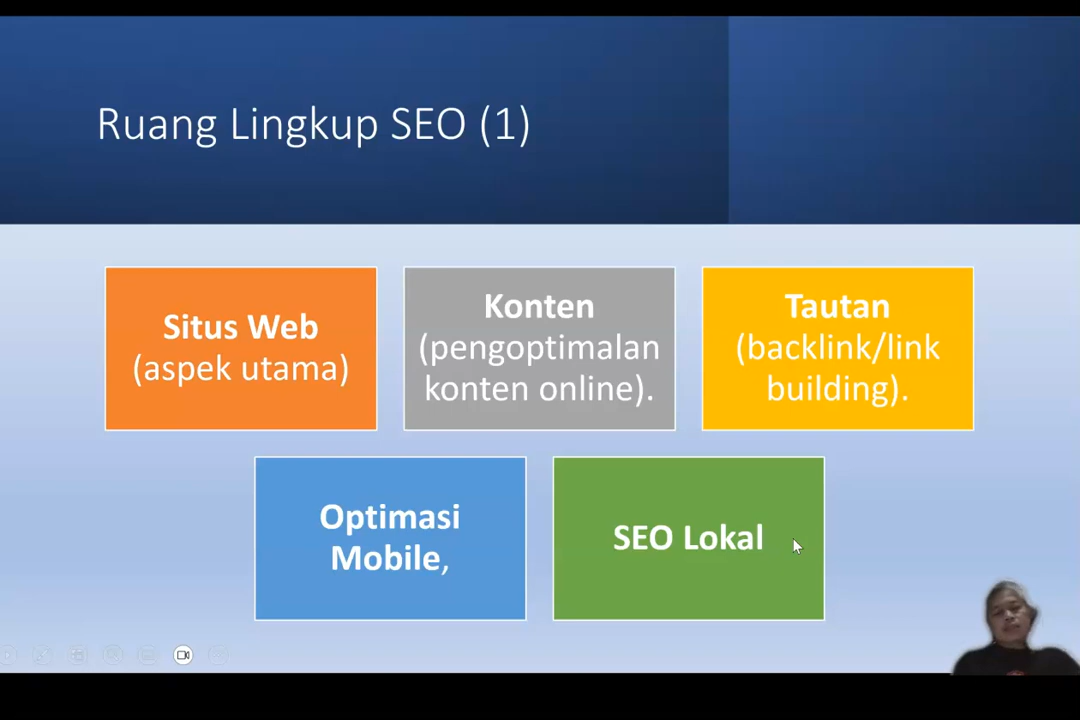 Ruang Lingkup SEO (1)
Situs Web
(aspek utama)
Konten
(pengoptimalan
konten online).
Tautan
(backlink/link
building).
Optimasi
Mobile,
SEO Lokal